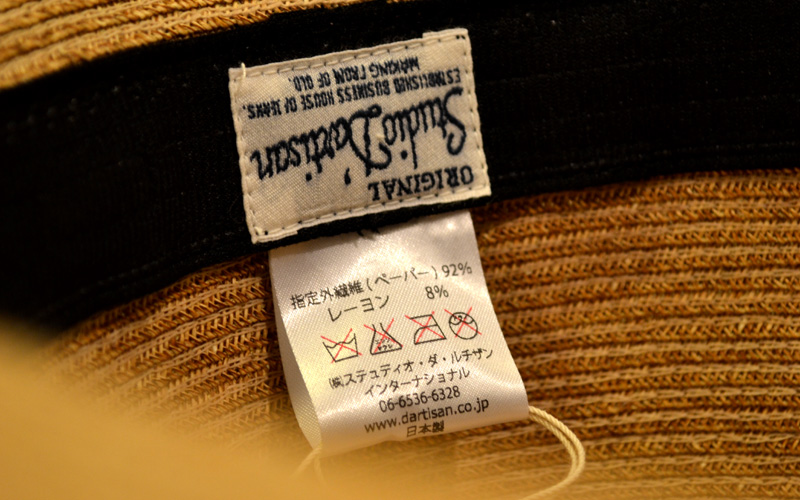 ORIGINAL
Studio D'artisan
ESTABLISHED BUSINESS HOUSE OF JEANS.
MAKING FROM OF OLD.
指定外繊維(ペーパー)92%
レーヨン 8%
㈱ステュディオ・ダ・ルチザン
インターナショナル
06-6536-6328
www.dartisan.co.jp
日本製